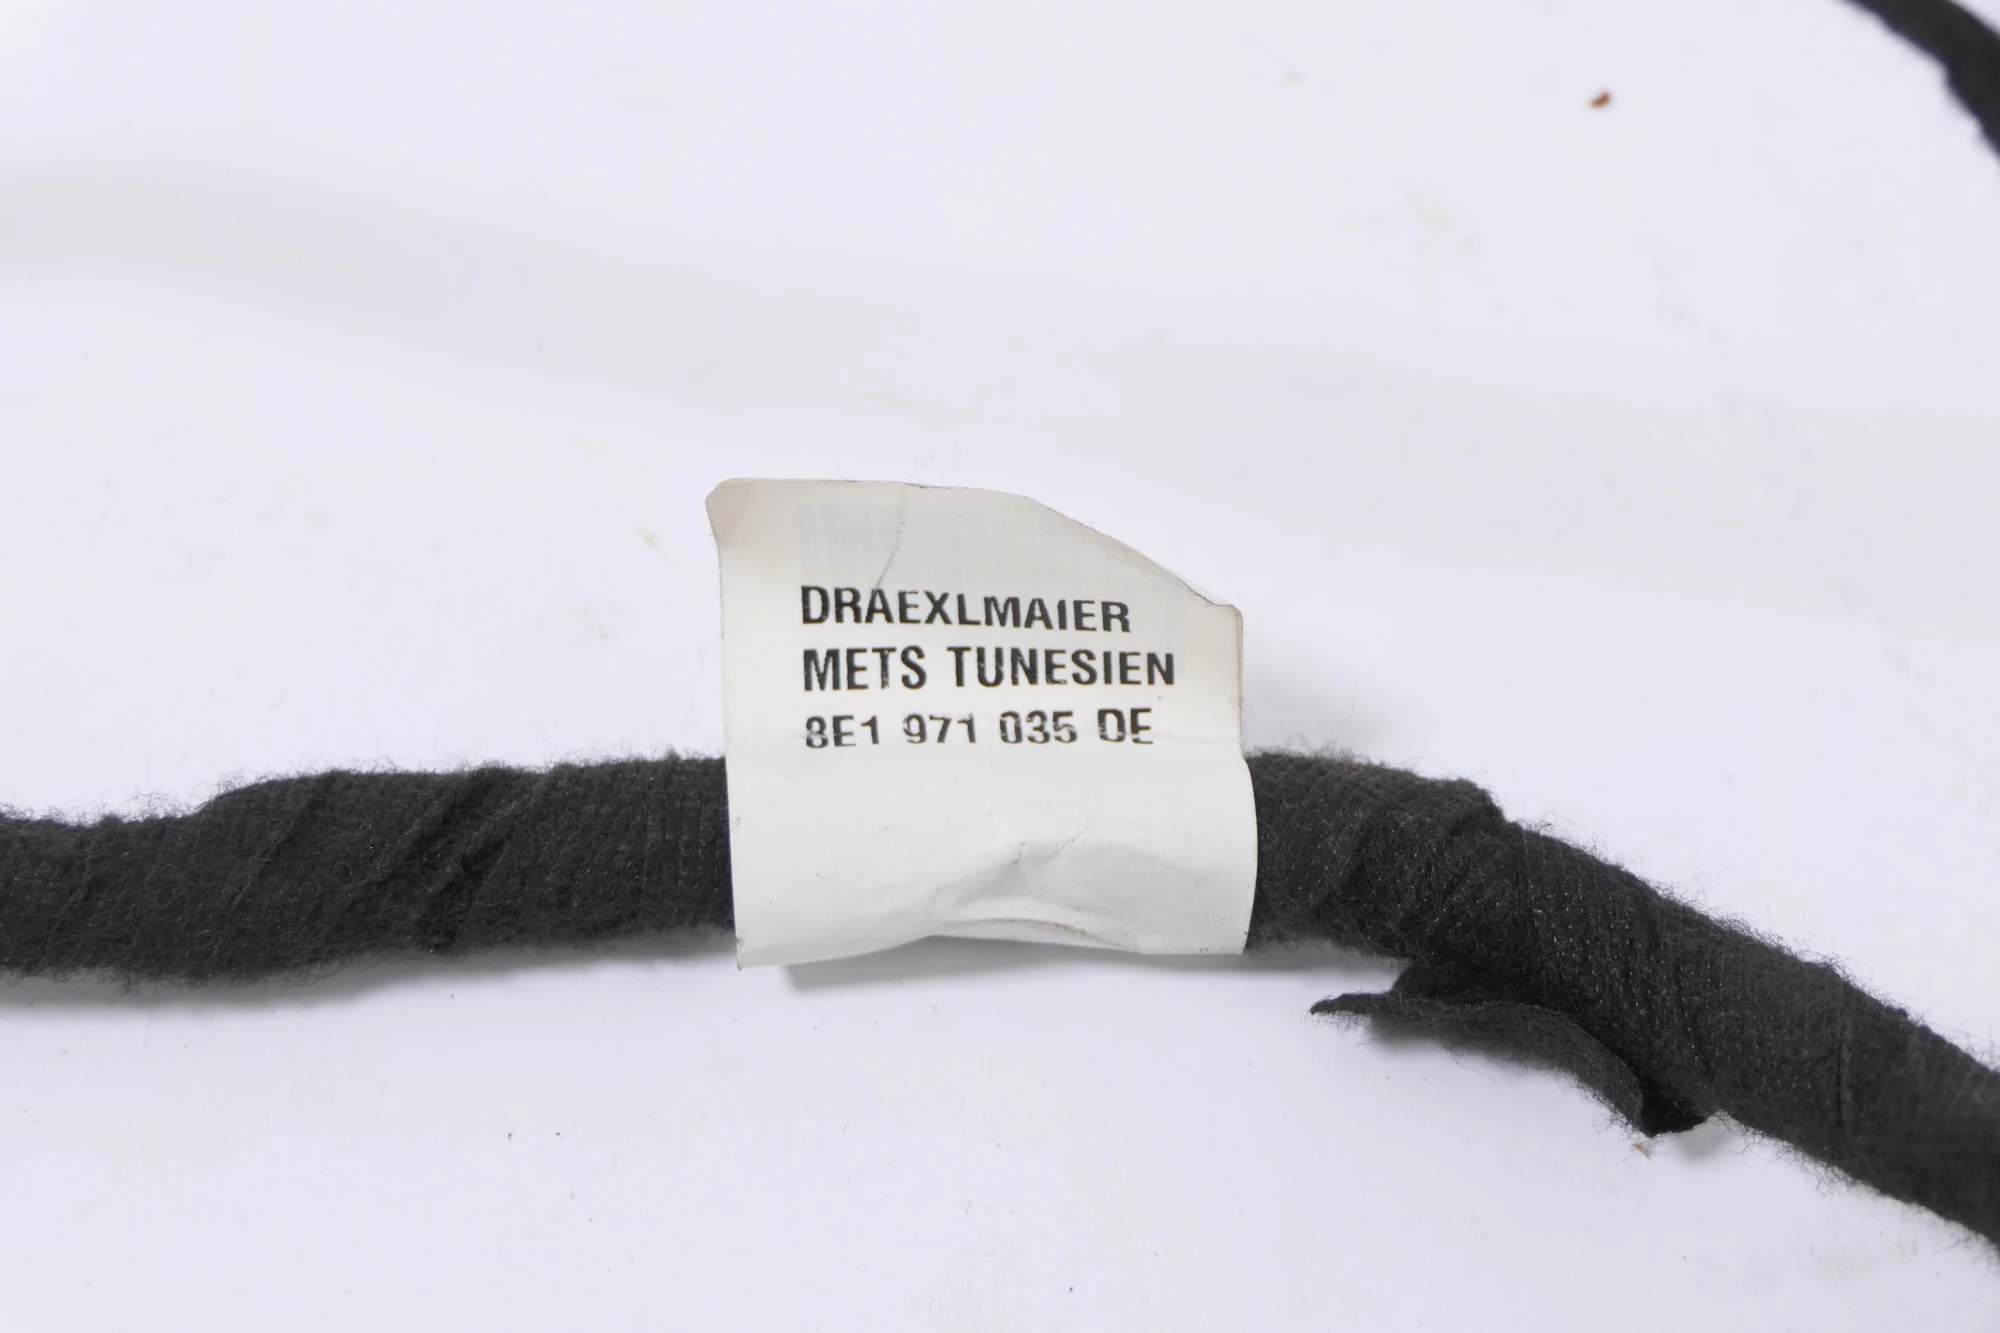 DRAEXLMAIER
METS TUNESIEN
8E1 971 035 DE